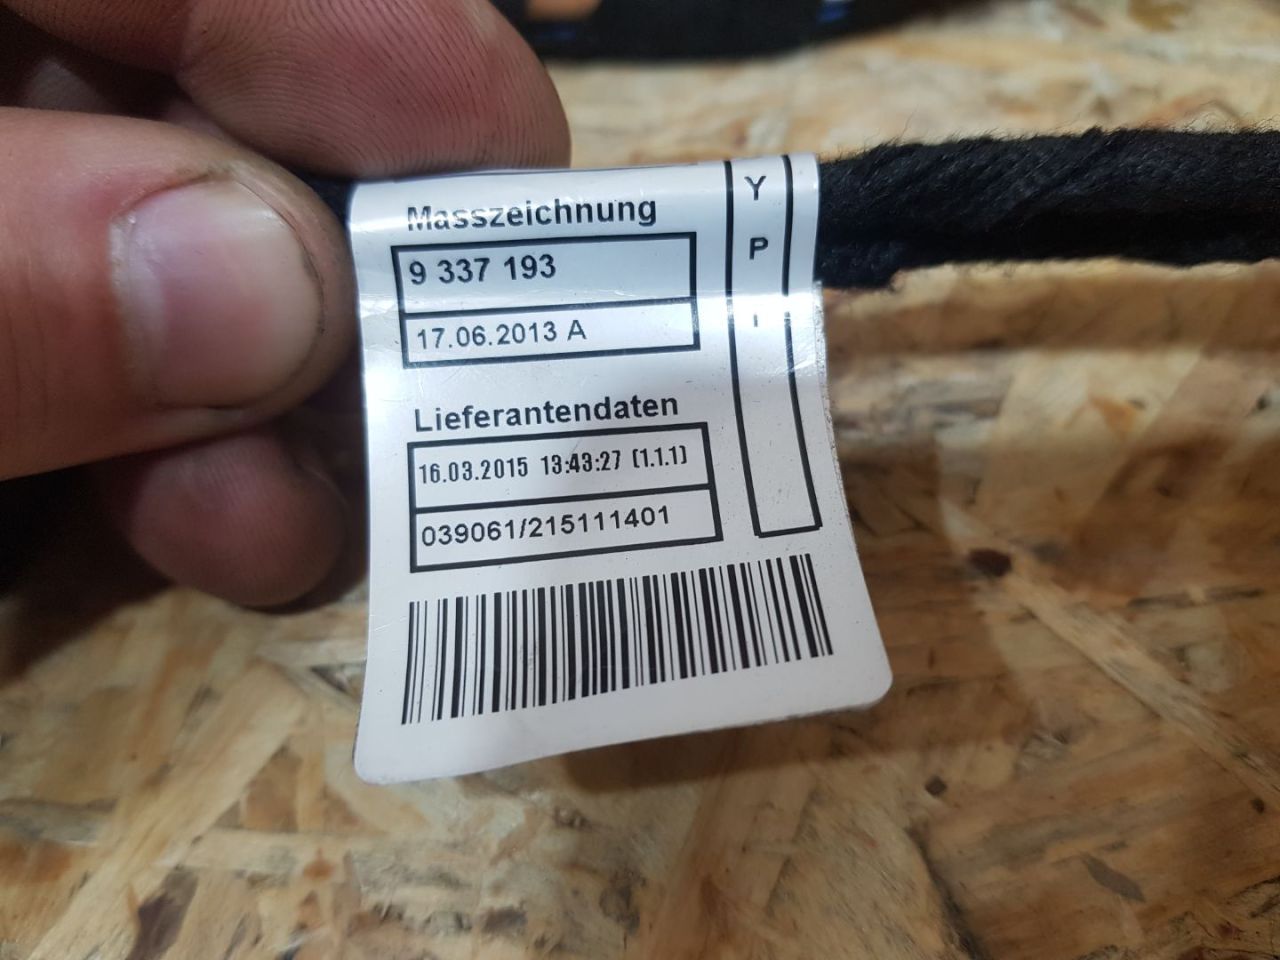 Masszeichnung
9 337 193
17.06.2013 A
Lieferantendaten
16.03.2015 13:43:27 (1.1.1)
039061/215111401
Y
P